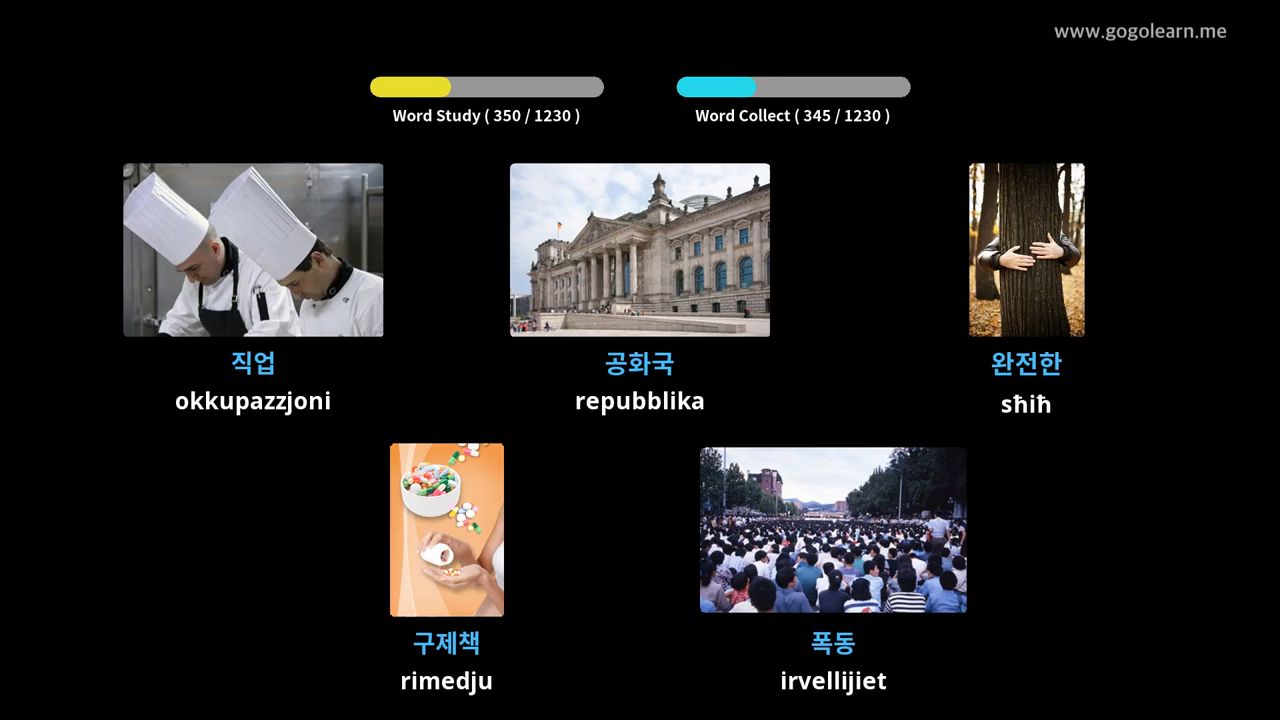 www.gogolearn.me
Word Study ( 350 / 1230 )
Word Collect ( 345 / 1230 )
직업
okkupazzjoni
공화국
repubblika
완전한
sħiħ
구제책
rimedju
폭동
irvellijiet